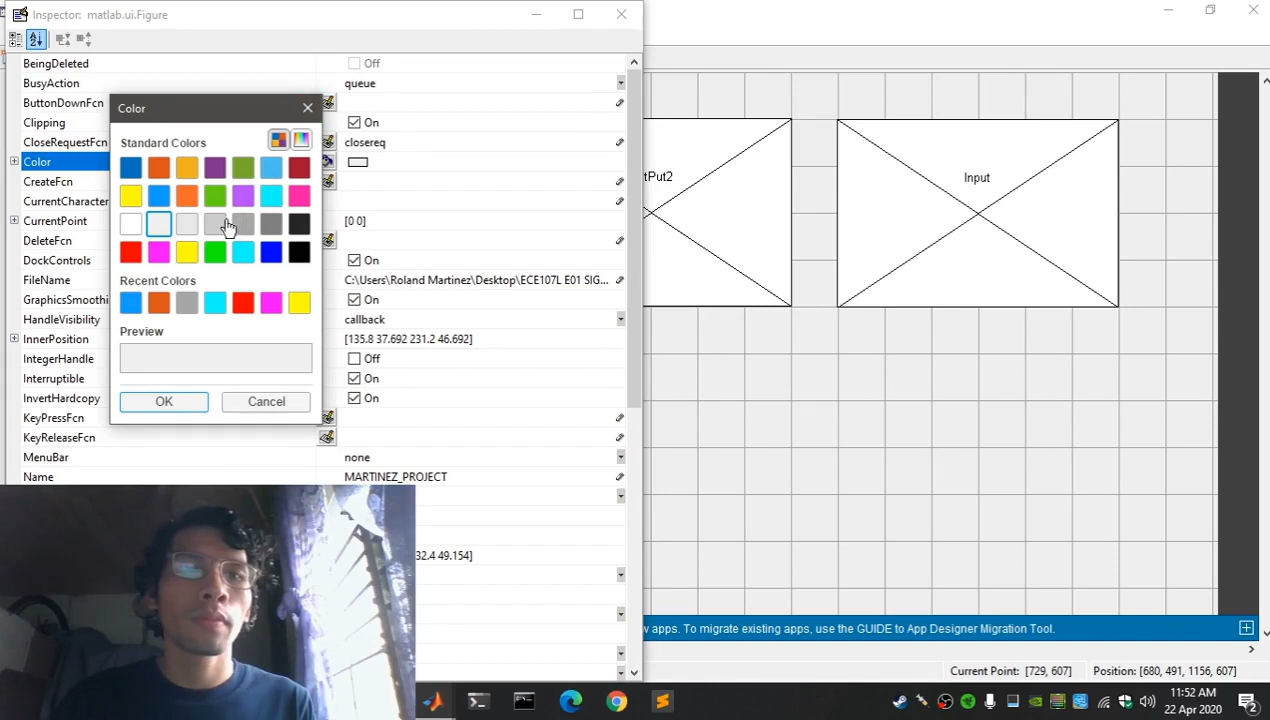 Inspector: matlab.ui.Figure
BeingDeleted Off
BusyAction queue
ButtonDownFcn
Clipping On
CloseRequestFcn closereq
Color
CreateFcn
CurrentCharacter
CurrentPoint [0 0]
DeleteFcn
DockControls On
FileName C:\Users\Roland Martinez\Desktop\ECE107L E01 SIG...
GraphicsSmoothi On
HandleVisibility callback
InnerPosition [135.8 37.692 231.2 46.692]
IntegerHandle Off
Interruptible On
InvertHardcopy On
KeyPressFcn
KeyReleaseFcn
MenuBar none
Name MARTINEZ_PROJECT
32.4 49.154]
Color
Standard Colors
Recent Colors
Preview
OK Cancel
tPut2
Input
w apps. To migrate existing apps, use the GUIDE to App Designer Migration Tool.
Current Point: [729, 607] Position: [680, 491, 1156, 607]
11:52 AM
22 Apr 2020
2